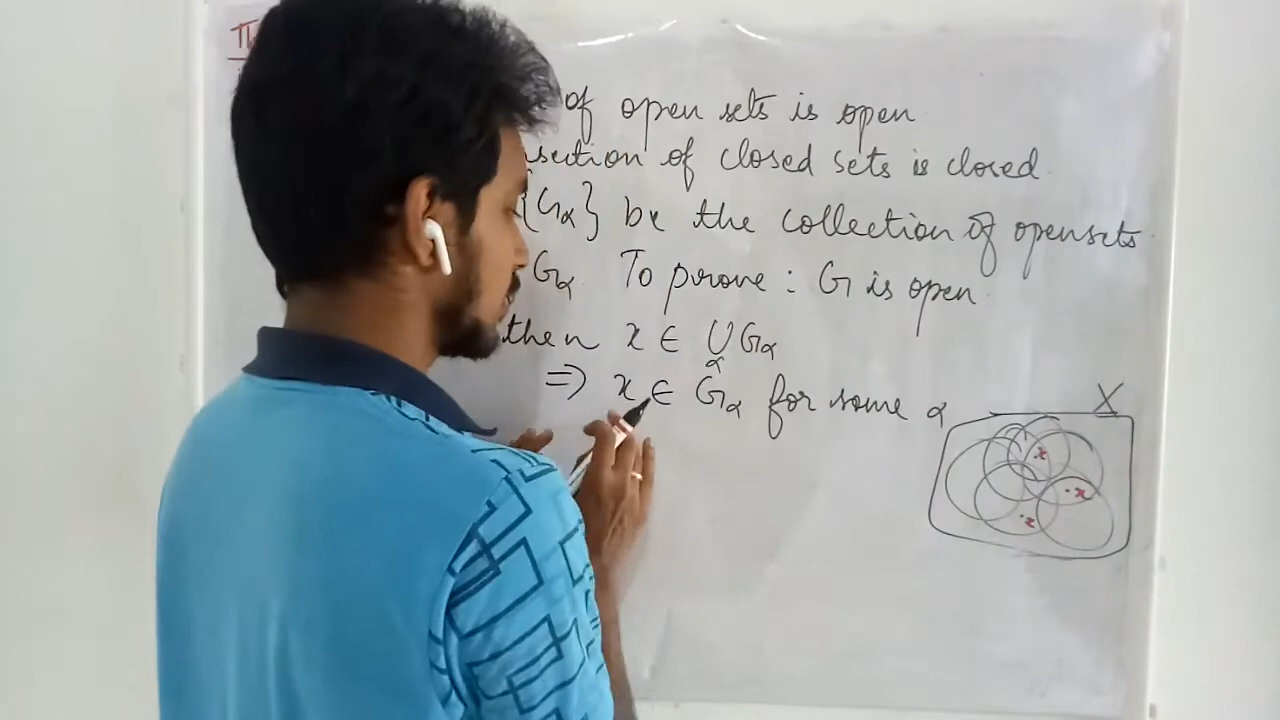 Th
of open sets is open
section of closed sets is closed
{Gα} be the collection of opensets
Gα To prove : G is open
then x ∈ ∪ Gα
α
⇒ x ∈ Gα for some α
X
x
x
x